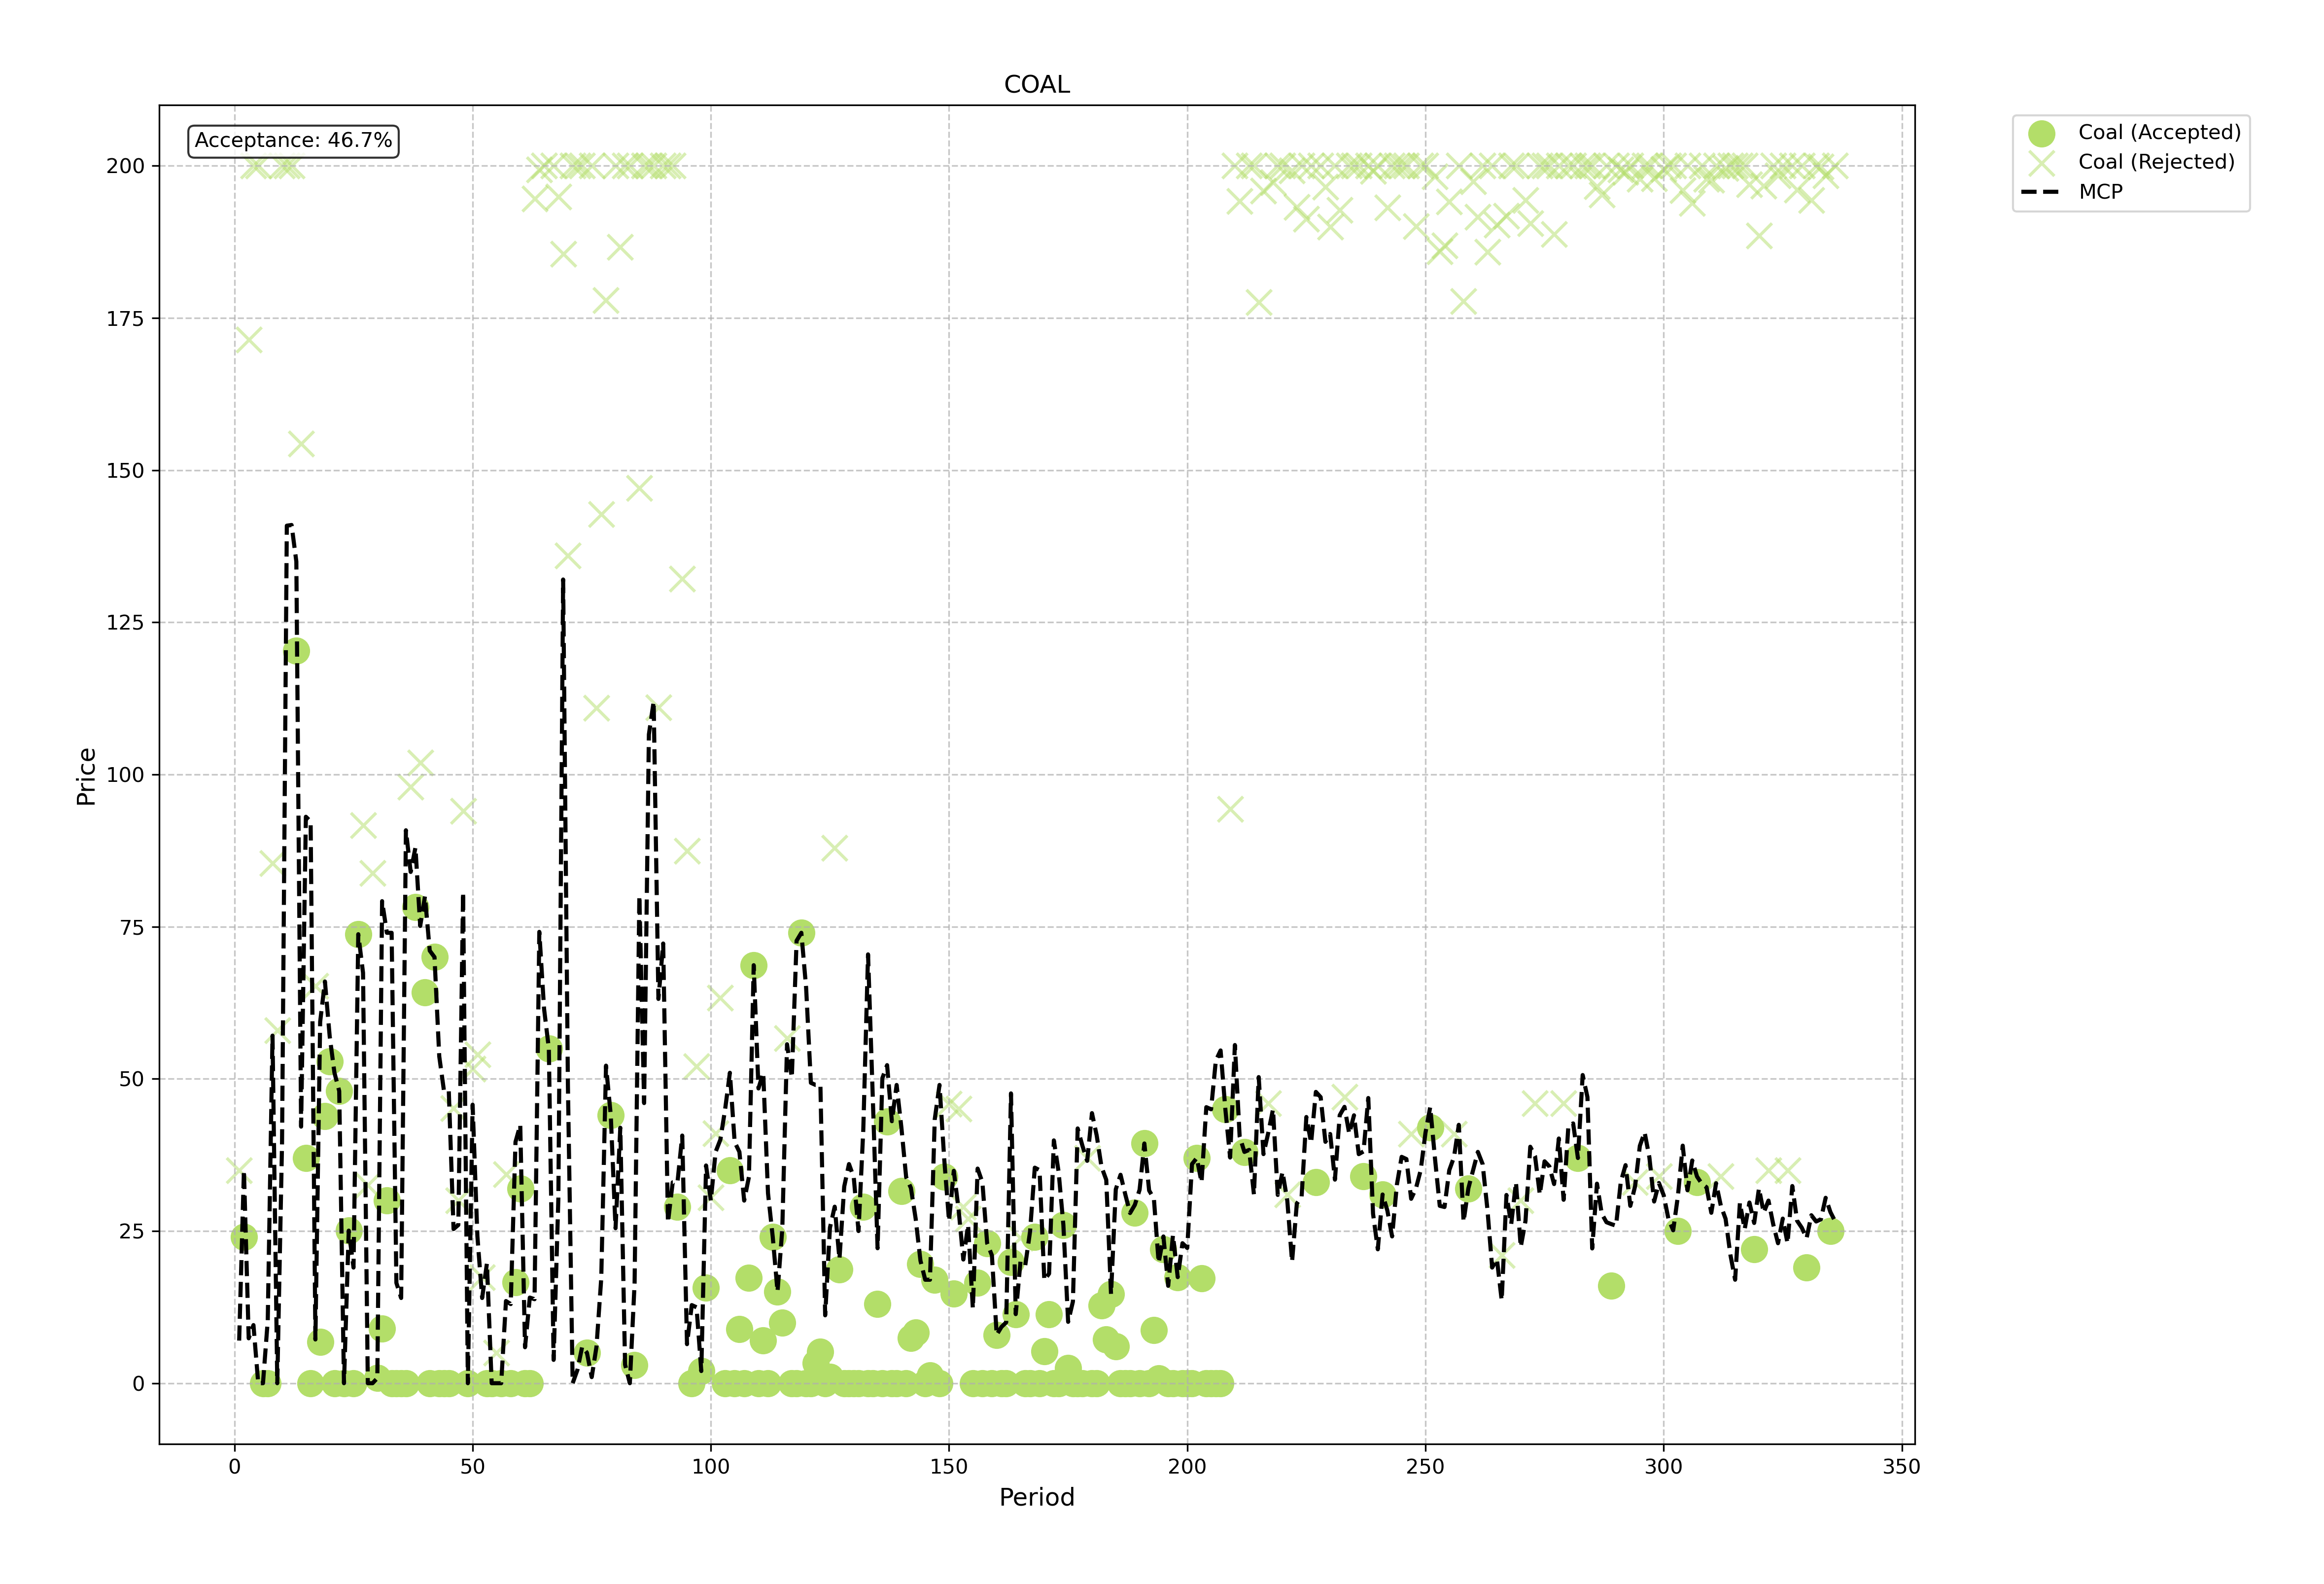 COAL
Acceptance: 46.7%
Coal (Accepted)
Coal (Rejected)
MCP
Price
200
175
150
125
100
75
50
25
0
0 50 100 150 200 250 300 350
Period